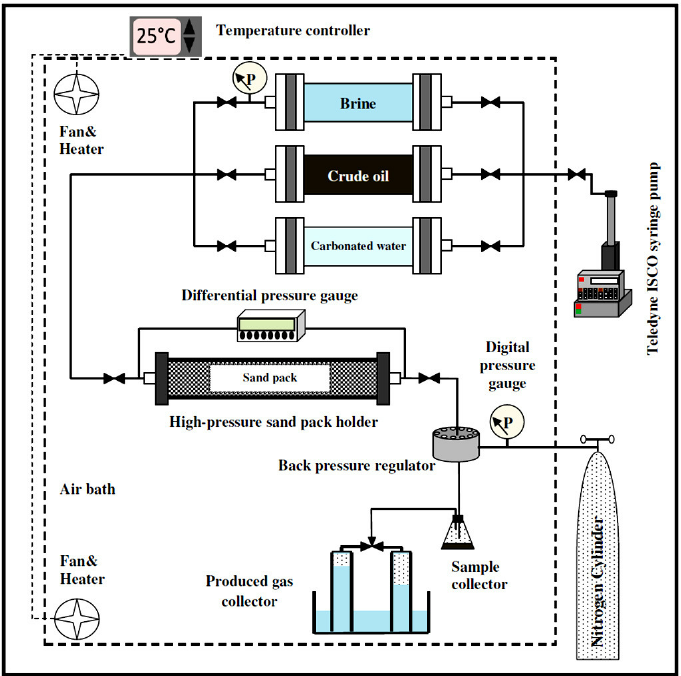 25°C
Temperature controller
P
Brine
Fan&
Heater
Crude oil
Carbonated water
Teledyne ISCO syringe pump
Differential pressure gauge
Digital
pressure
gauge
Sand pack
High-pressure sand pack holder
P
Back pressure regulator
Air bath
Nitrogen Cylinder
Fan&
Heater
Sample
collector
Produced gas
collector